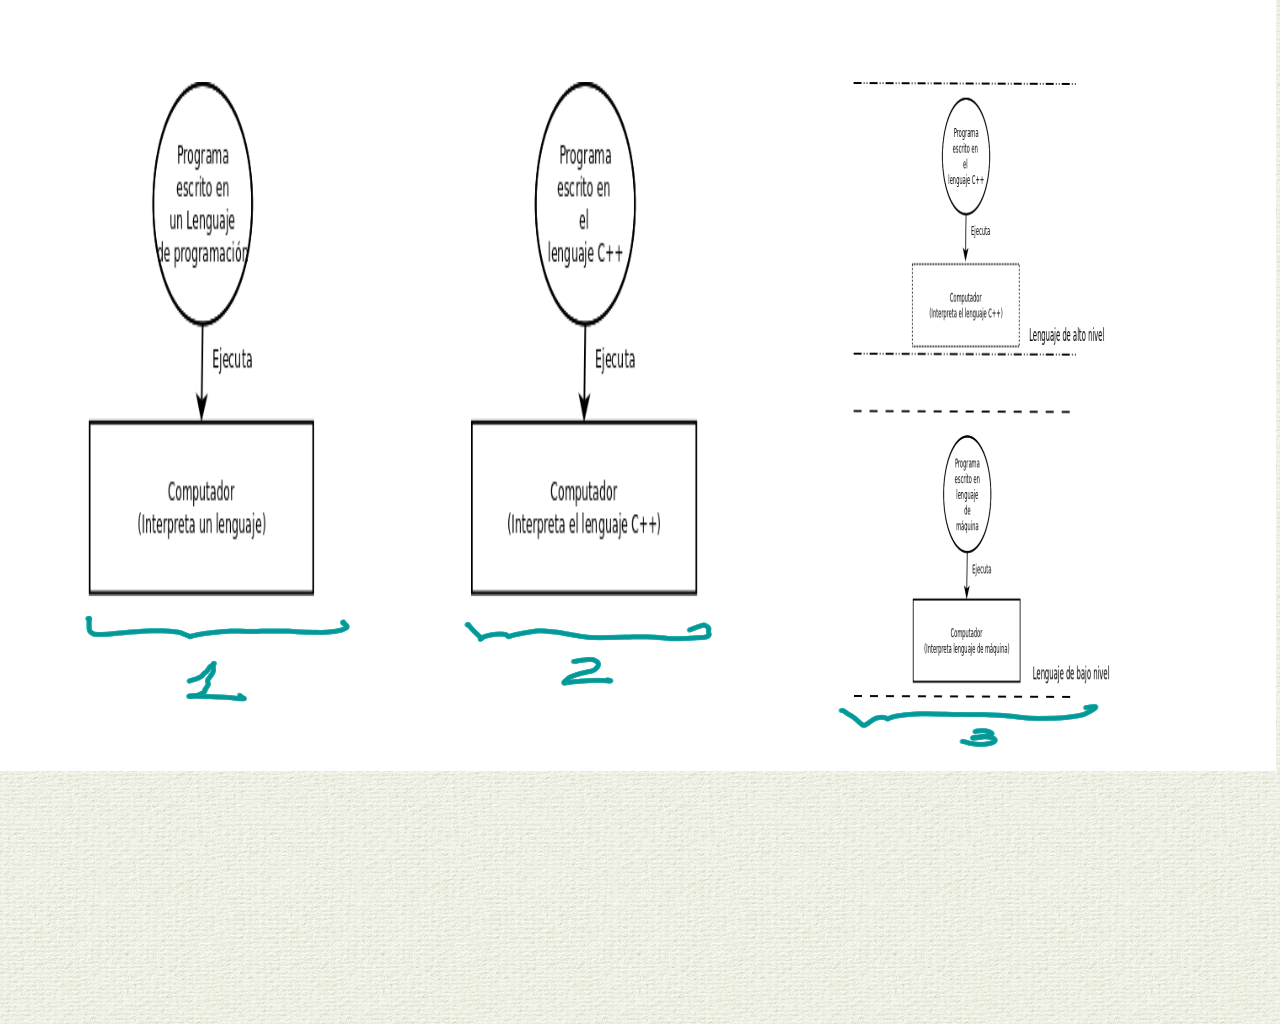 Programa
escrito en
un Lenguaje
de programación
Ejecuta
Computador
(Interpreta un lenguaje)
1
Programa
escrito en
el
lenguaje C++
Ejecuta
Computador
(Interpreta el lenguaje C++)
2
Programa
escrito en
el
lenguaje C++
Ejecuta
Computador
(Interpreta el lenguaje C++)
Lenguaje de alto nivel
Programa
escrito en
lenguaje
de
máquina
Ejecuta
Computador
(Interpreta lenguaje de máquina)
Lenguaje de bajo nivel
3